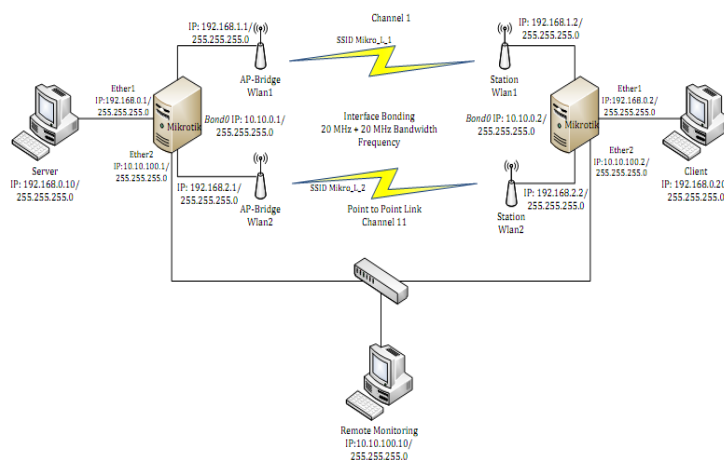 Channel 1
IP: 192.168.1.1/
255.255.255.0
SSID Mikro_L_1
IP: 192.168.1.2/
255.255.255.0
AP-Bridge
Wlan1
Station
Wlan1
Ether1
IP:192.168.0.1/
255.255.255.0
Mikrotik
Bond0 IP: 10.10.0.1/
255.255.255.0
Interface Bonding
20 MHz + 20 MHz Bandwidth
Frequency
Bond0 IP: 10.10.0.2/
255.255.255.0
Mikrotik
Ether1
IP:192.168.0.2/
255.255.255.0
Server
IP: 192.168.0.10/
255.255.255.0
Ether2
IP:10.10.100.1/
255.255.255.0
IP: 192.168.2.1/
255.255.255.0
AP-Bridge
Wlan2
SSID Mikro_L_2
Point to Point Link
Channel 11
IP: 192.168.2.2/
255.255.255.0
Station
Wlan2
Ether2
IP:10.10.100.2/
255.255.255.0
Client
IP: 192.168.0.20/
255.255.255.0
Remote Monitoring
IP:10.10.100.10/
255.255.255.0